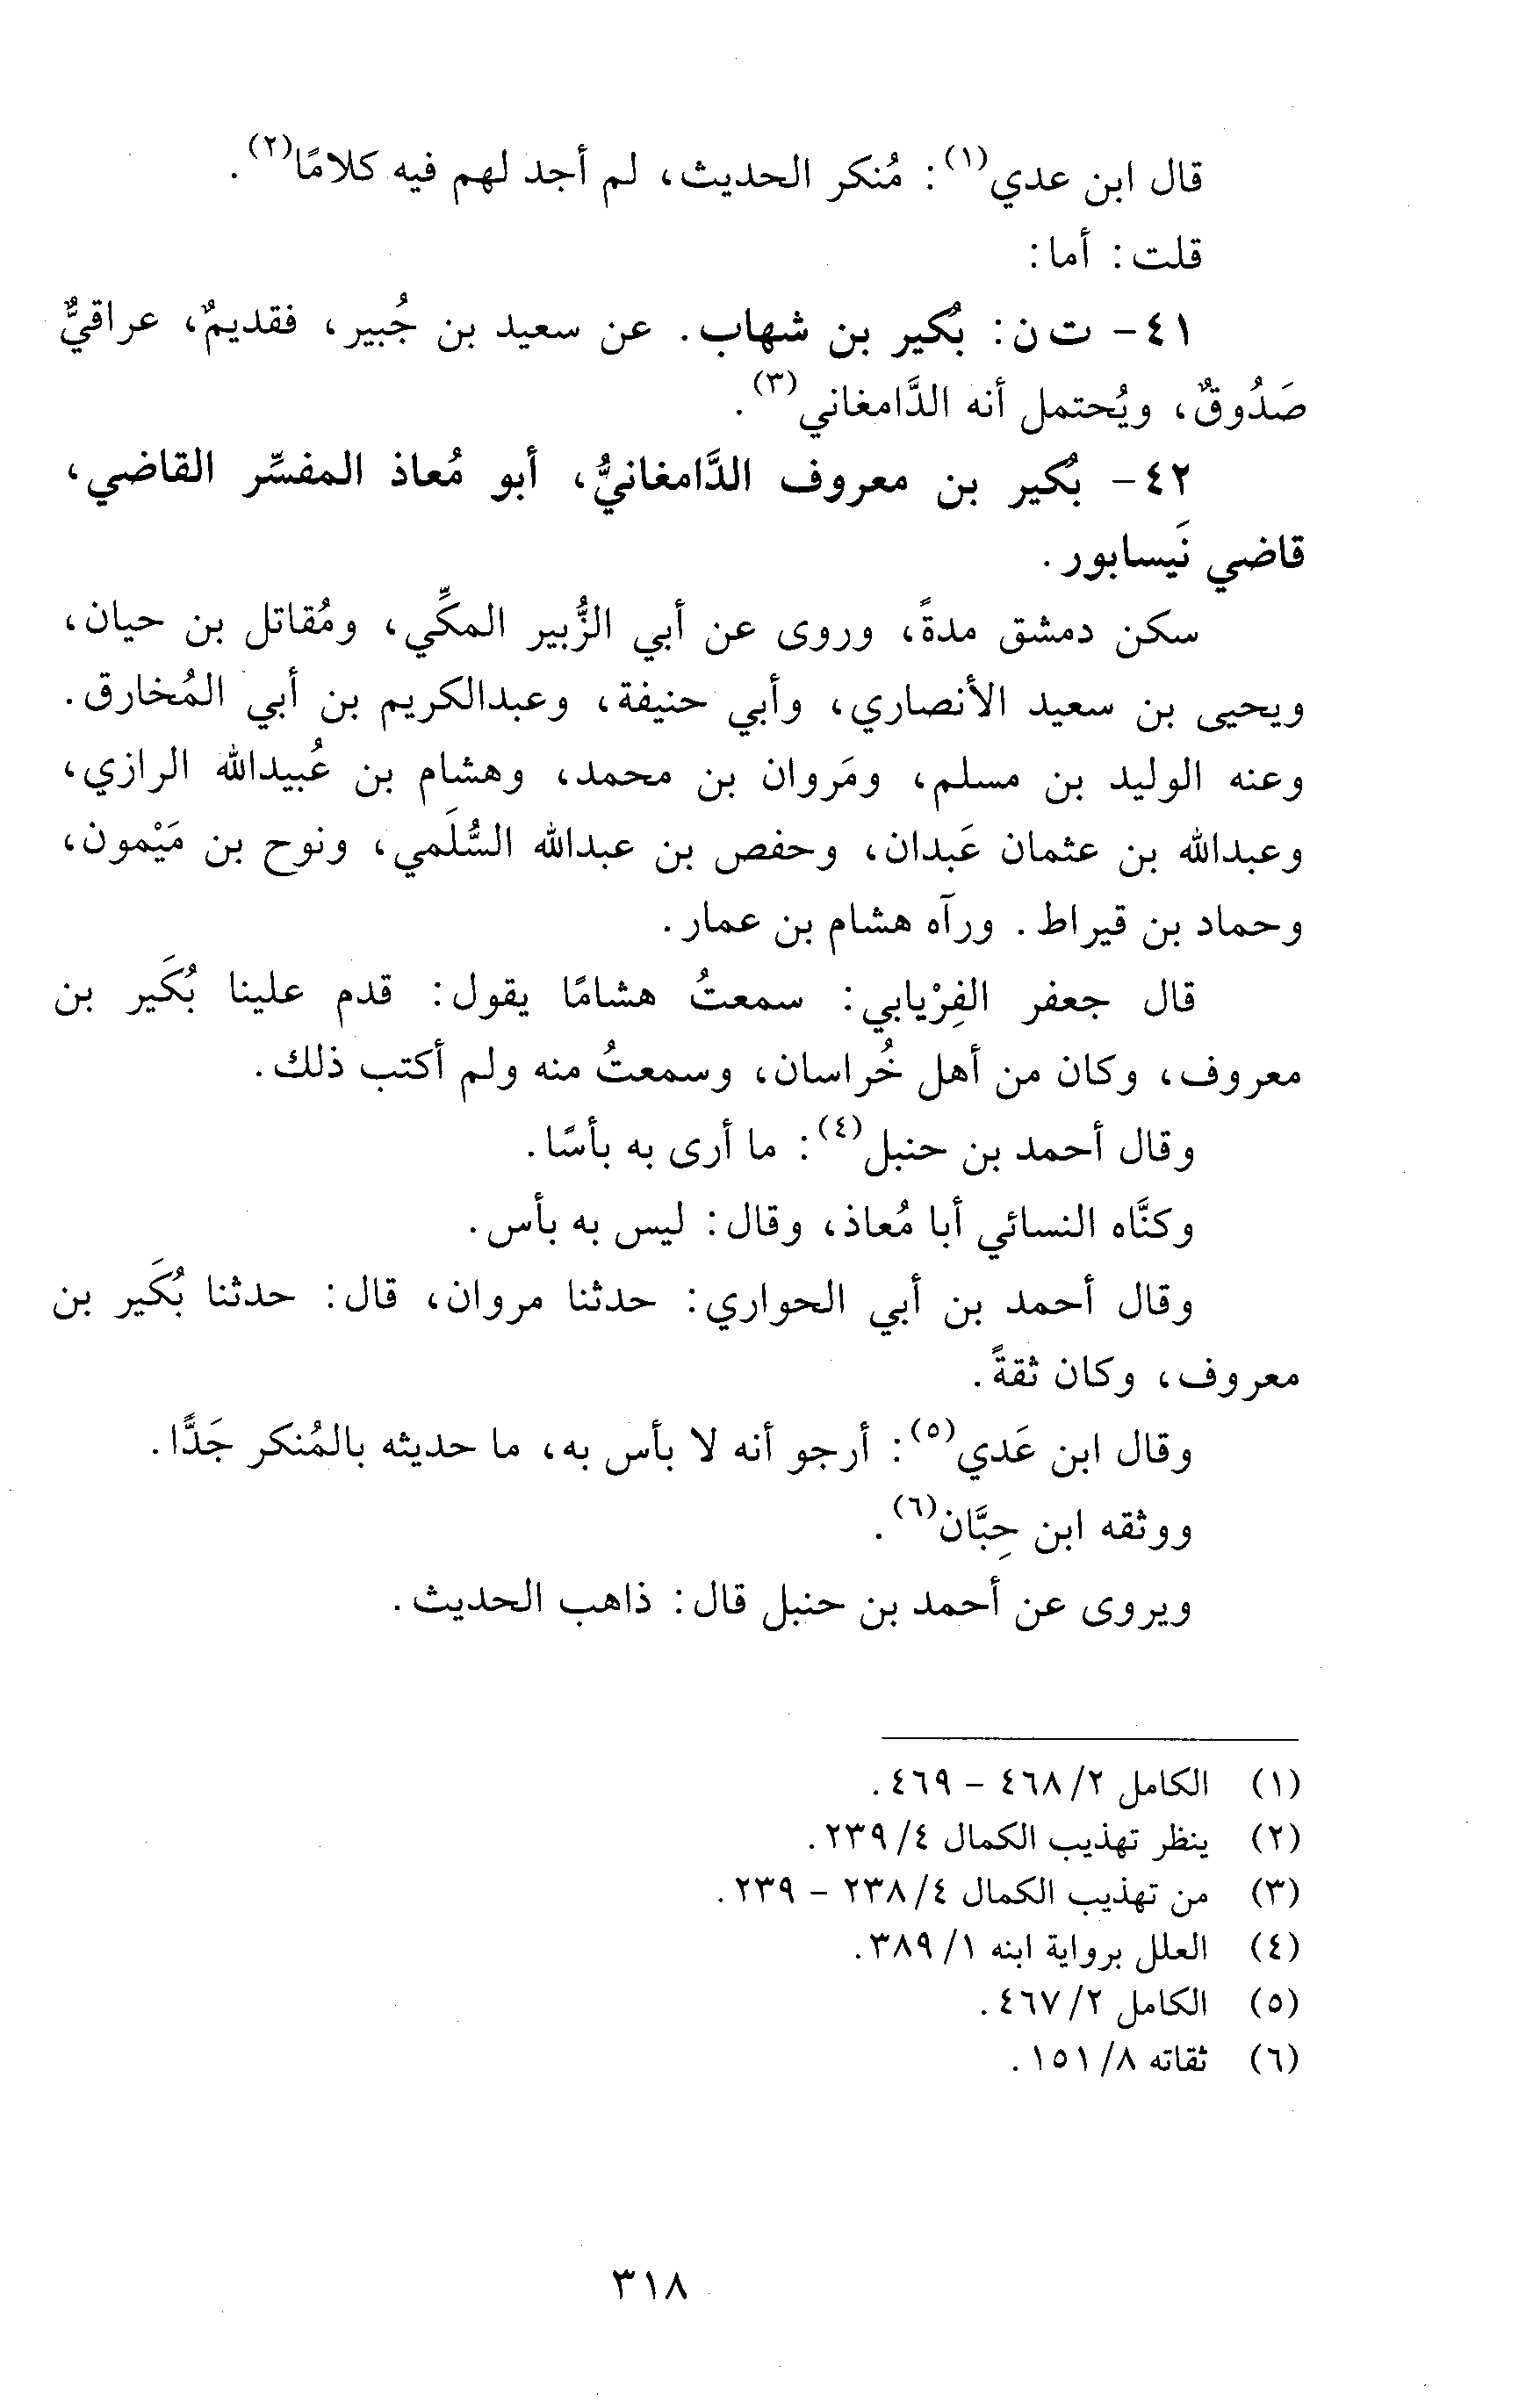 قال ابن عدي(١): مُنكر الحديث، لم أجد لهم فيه كلامًا(٢).
قلت: أما:
٤١- ت ن: بُكير بن شهاب. عن سعيد بن جُبير، فقديمٌ، عراقيٌّ
صَدُوقٌ، ويُحتمل أنه الدَّامغاني(٣).
٤٢- بُكير بن معروف الدَّامغانيُّ، أبو مُعاذ المفسِّر القاضي،
قاضي نَيسابور.
سكن دمشق مدةً، وروى عن أبي الزُّبير المكِّي، ومُقاتل بن حيان،
ويحيى بن سعيد الأنصاري، وأبي حنيفة، وعبدالكريم بن أبي المُخارق.
وعنه الوليد بن مسلم، ومَروان بن محمد، وهشام بن عُبيدالله الرازي،
وعبدالله بن عثمان عَبدان، وحفص بن عبدالله السُّلَمي، ونوح بن مَيْمون،
وحماد بن قيراط. ورآه هشام بن عمار.
قال جعفر الفِرْيابي: سمعتُ هشامًا يقول: قدم علينا بُكَير بن
معروف، وكان من أهل خُراسان، وسمعتُ منه ولم أكتب ذلك.
وقال أحمد بن حنبل(٤): ما أرى به بأسًا.
وكنَّاه النسائي أبا مُعاذ، وقال: ليس به بأس.
وقال أحمد بن أبي الحواري: حدثنا مروان، قال: حدثنا بُكَير بن
معروف، وكان ثقةً.
وقال ابن عَدي(٥): أرجو أنه لا بأس به، ما حديثه بالمُنكر جَدًّا.
ووثقه ابن حِبَّان(٦).
ويروى عن أحمد بن حنبل قال: ذاهب الحديث.
(١) الكامل ٢/ ٤٦٨ - ٤٦٩.
(٢) ينظر تهذيب الكمال ٤/ ٢٣٩.
(٣) من تهذيب الكمال ٤/ ٢٣٨ - ٢٣٩.
(٤) العلل برواية ابنه ١/ ٣٨٩.
(٥) الكامل ٢/ ٤٦٧.
(٦) ثقاته ٨/ ١٥١.
٣١٨